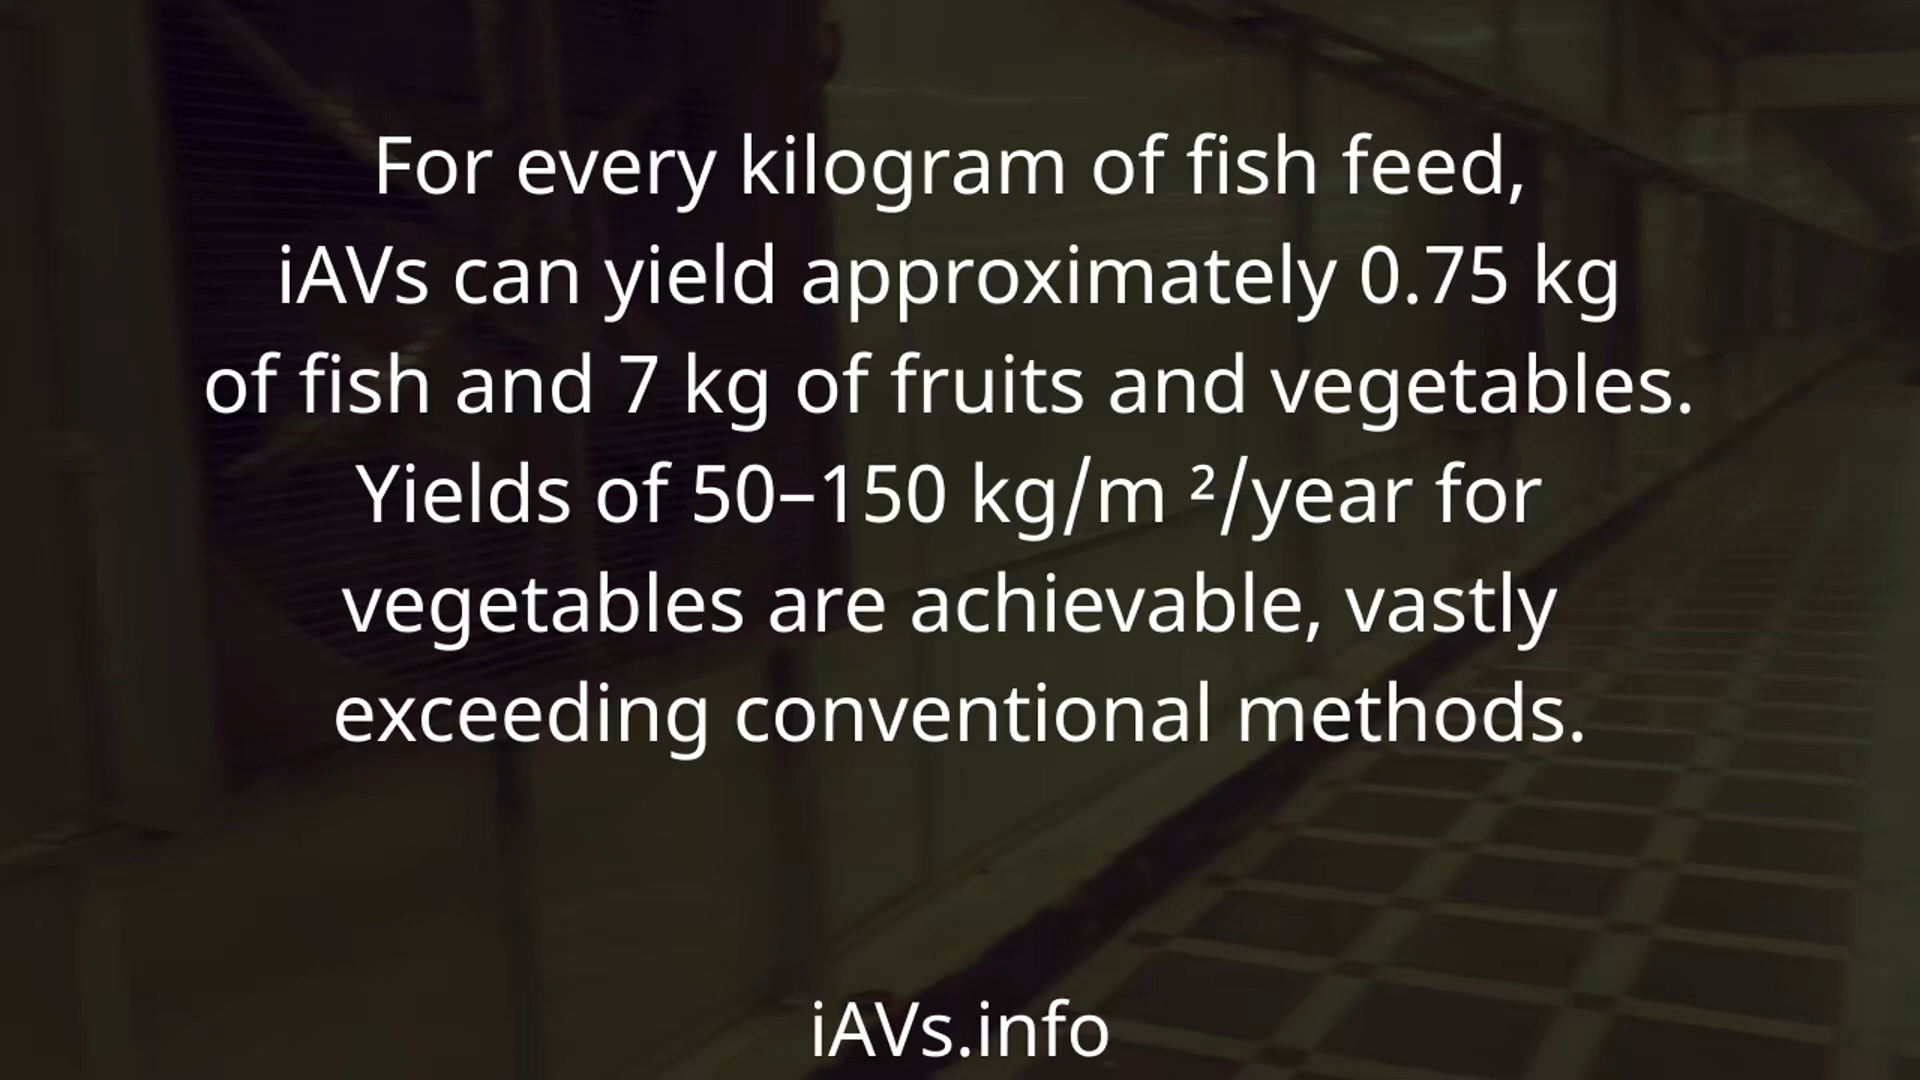 For every kilogram of fish feed,
iAVs can yield approximately 0.75 kg
of fish and 7 kg of fruits and vegetables.
Yields of 50–150 kg/m ²/year for
vegetables are achievable, vastly
exceeding conventional methods.
iAVs.info